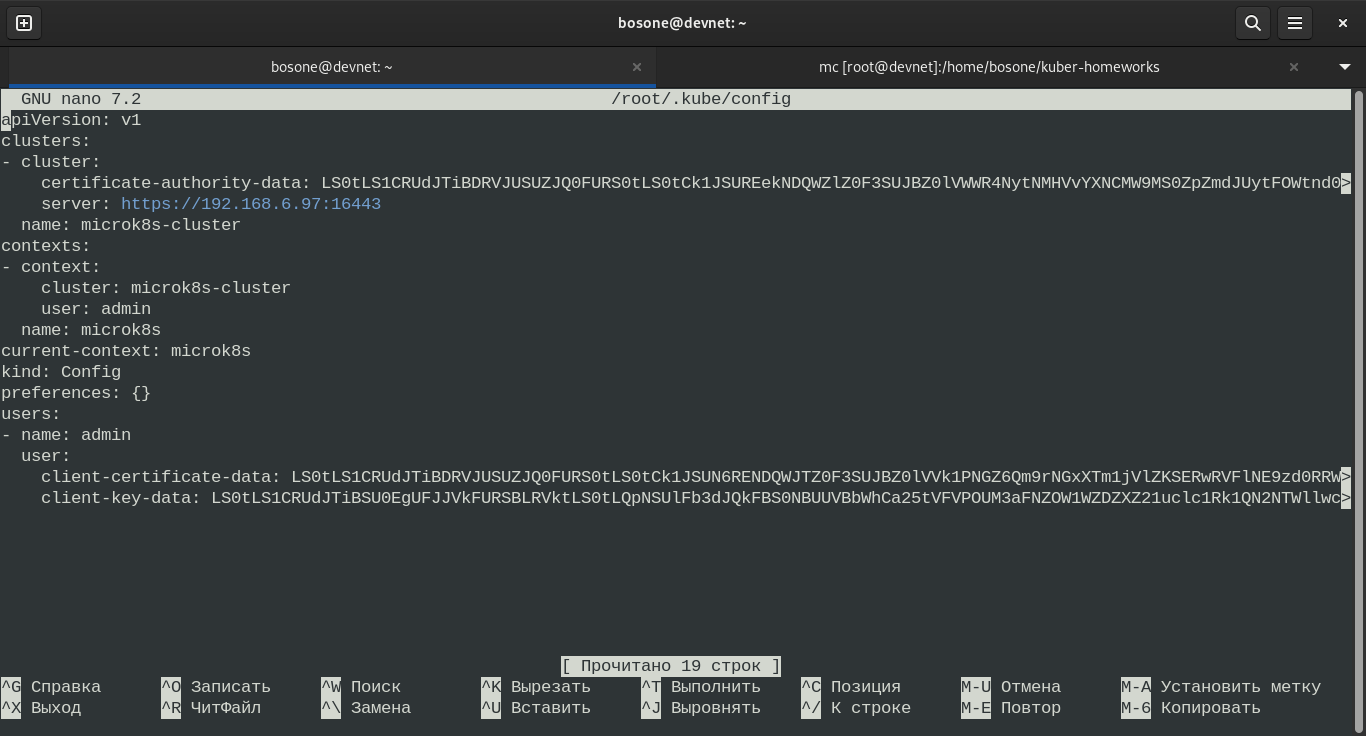 bosone@devnet: ~
bosone@devnet: ~
mc [root@devnet]:/home/bosone/kuber-homeworks
GNU nano 7.2 /root/.kube/config
apiVersion: v1
clusters:
- cluster:
    certificate-authority-data: LS0tLS1CRUdJTiBDRVJUSUZJQ0FURS0tLS0tCk1JSUREekNDQWZlZ0F3SUJBZ0lVWWR4NytNMHVvYXNCMW9MS0ZpZmdJUytFOWtnd0>
    server: https://192.168.6.97:16443
  name: microk8s-cluster
contexts:
- context:
    cluster: microk8s-cluster
    user: admin
  name: microk8s
current-context: microk8s
kind: Config
preferences: {}
users:
- name: admin
  user:
    client-certificate-data: LS0tLS1CRUdJTiBDRVJUSUZJQ0FURS0tLS0tCk1JSUN6RENDQWJTZ0F3SUJBZ0lVVk1PNGZ6Qm9rNGxXTm1jVlZKSERwRVFlNE9zd0RRW>
    client-key-data: LS0tLS1CRUdJTiBSU0EgUFJJVkFURSBLRVktLS0tLQpNSUlFb3dJQkFBS0NBUUVBbWhCa25tVFVPOUM3aFNZOW1WZDZXZ21uclc1Rk1QN2NTWllwc>
[ Прочитано 19 строк ]
^G Справка ^O Записать ^W Поиск ^K Вырезать ^T Выполнить ^C Позиция M-U Отмена M-A Установить метку
^X Выход ^R ЧитФайл ^\ Замена ^U Вставить ^J Выровнять ^/ К строке M-E Повтор M-6 Копировать